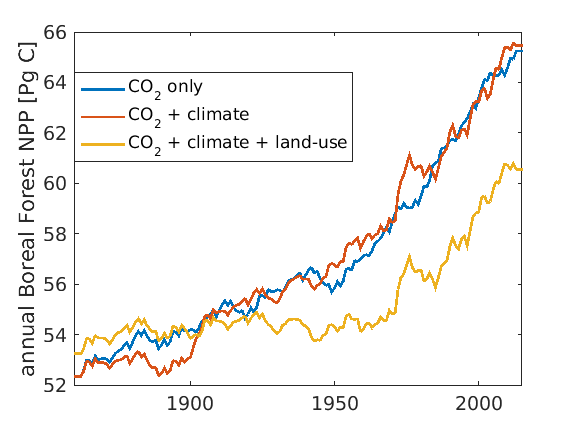 annual Boreal Forest NPP [Pg C]
66
64
62
60
58
56
54
52
CO2 only
CO2 + climate
CO2 + climate + land-use
1900
1950
2000